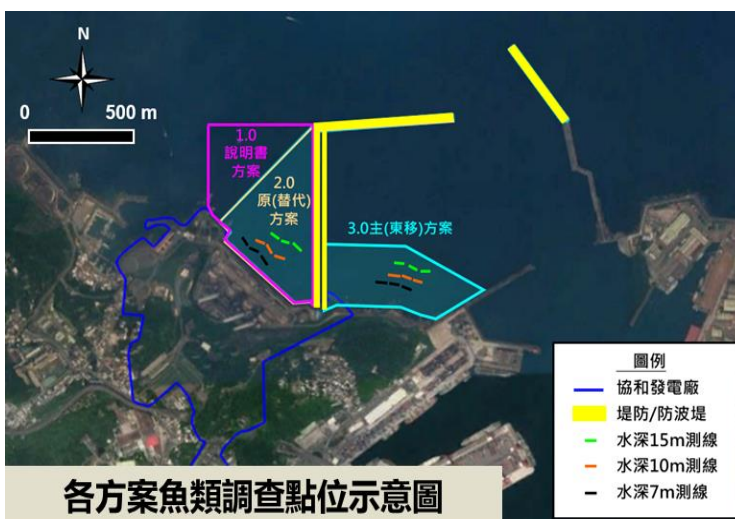 N
0 500 m
1.0
說明書
方案
2.0
原(替代)
方案
3.0主(東移)方案
圖例
協和發電廠
堤防/防波堤
水深15m測線
水深10m測線
水深7m測線
各方案魚類調查點位示意圖